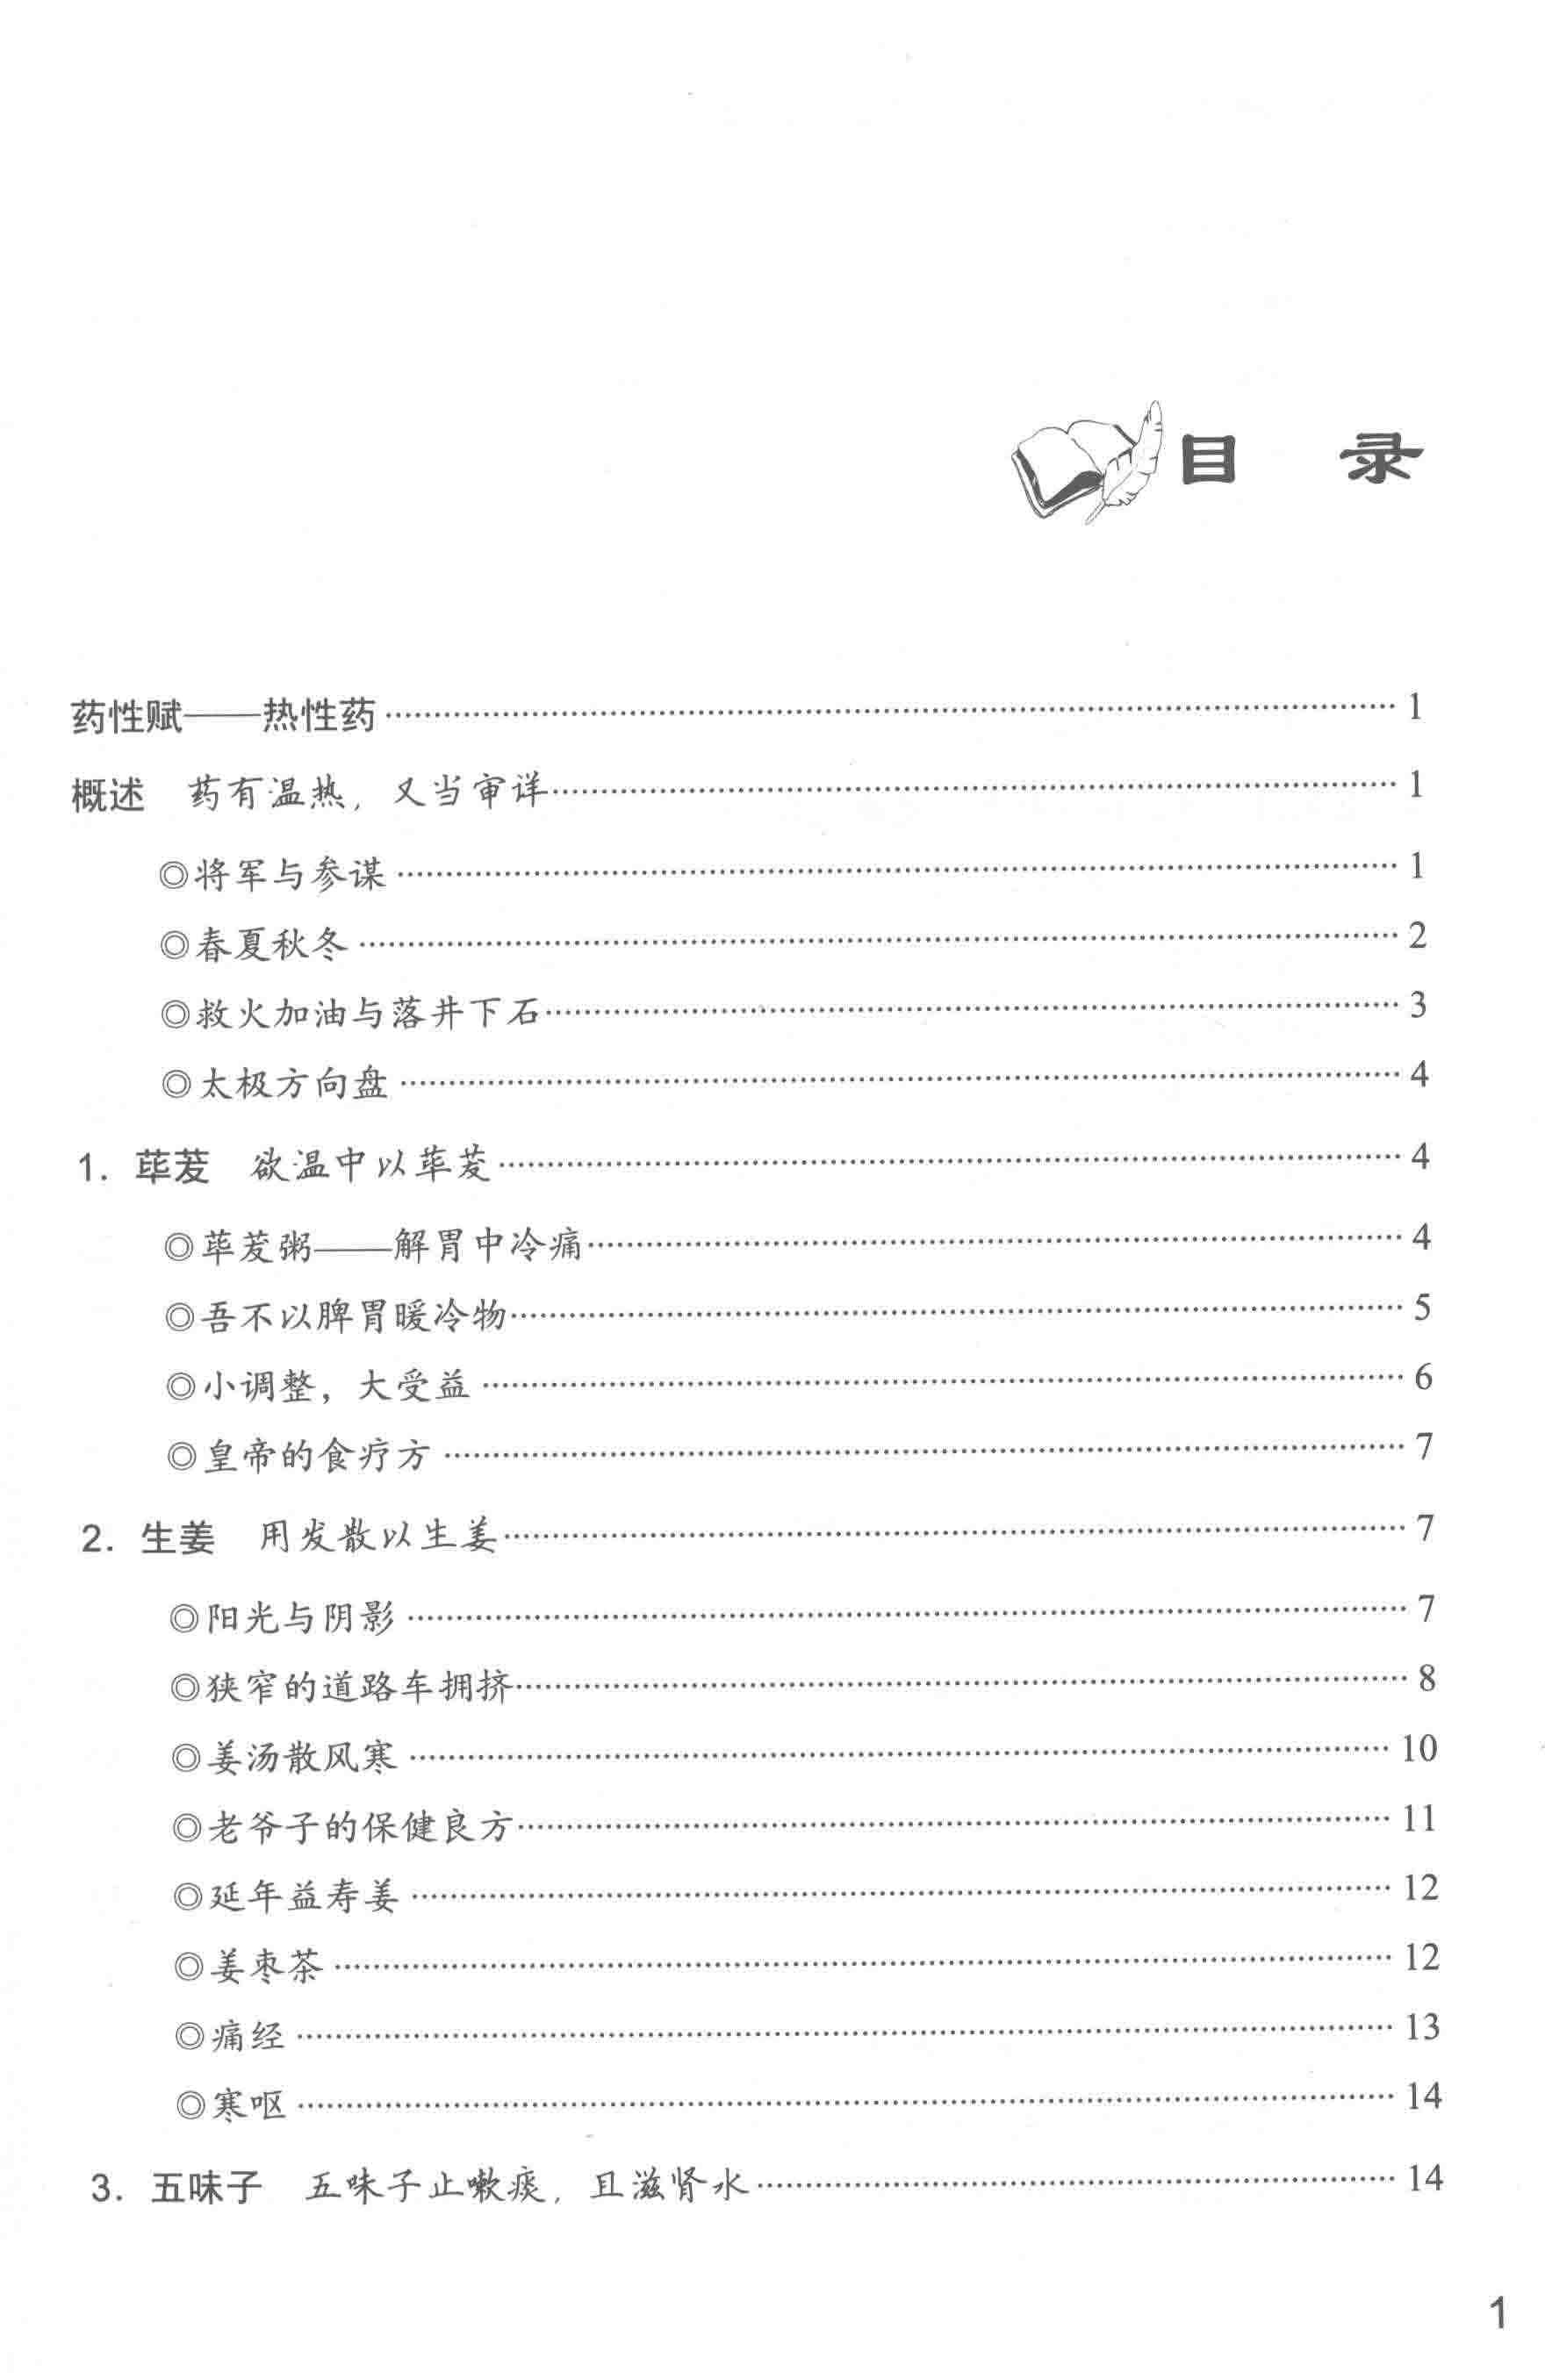 目 录
药性赋——热性药……1
概述 药有温热，又当审详……1
◎将军与参谋……1
◎春夏秋冬……2
◎救火加油与落井下石……3
◎太极方向盘……4
1. 荜茇 欲温中以荜茇……4
◎荜茇粥——解胃中冷痛……4
◎吾不以脾胃暖冷物……5
◎小调整，大受益……6
◎皇帝的食疗方……7
2. 生姜 用发散以生姜……7
◎阳光与阴影……7
◎狭窄的道路车拥挤……8
◎姜汤散风寒……10
◎老爷子的保健良方……11
◎延年益寿姜……12
◎姜枣茶……12
◎痛经……13
◎寒呕……14
3. 五味子 五味子止嗽痰，且滋肾水……14
1